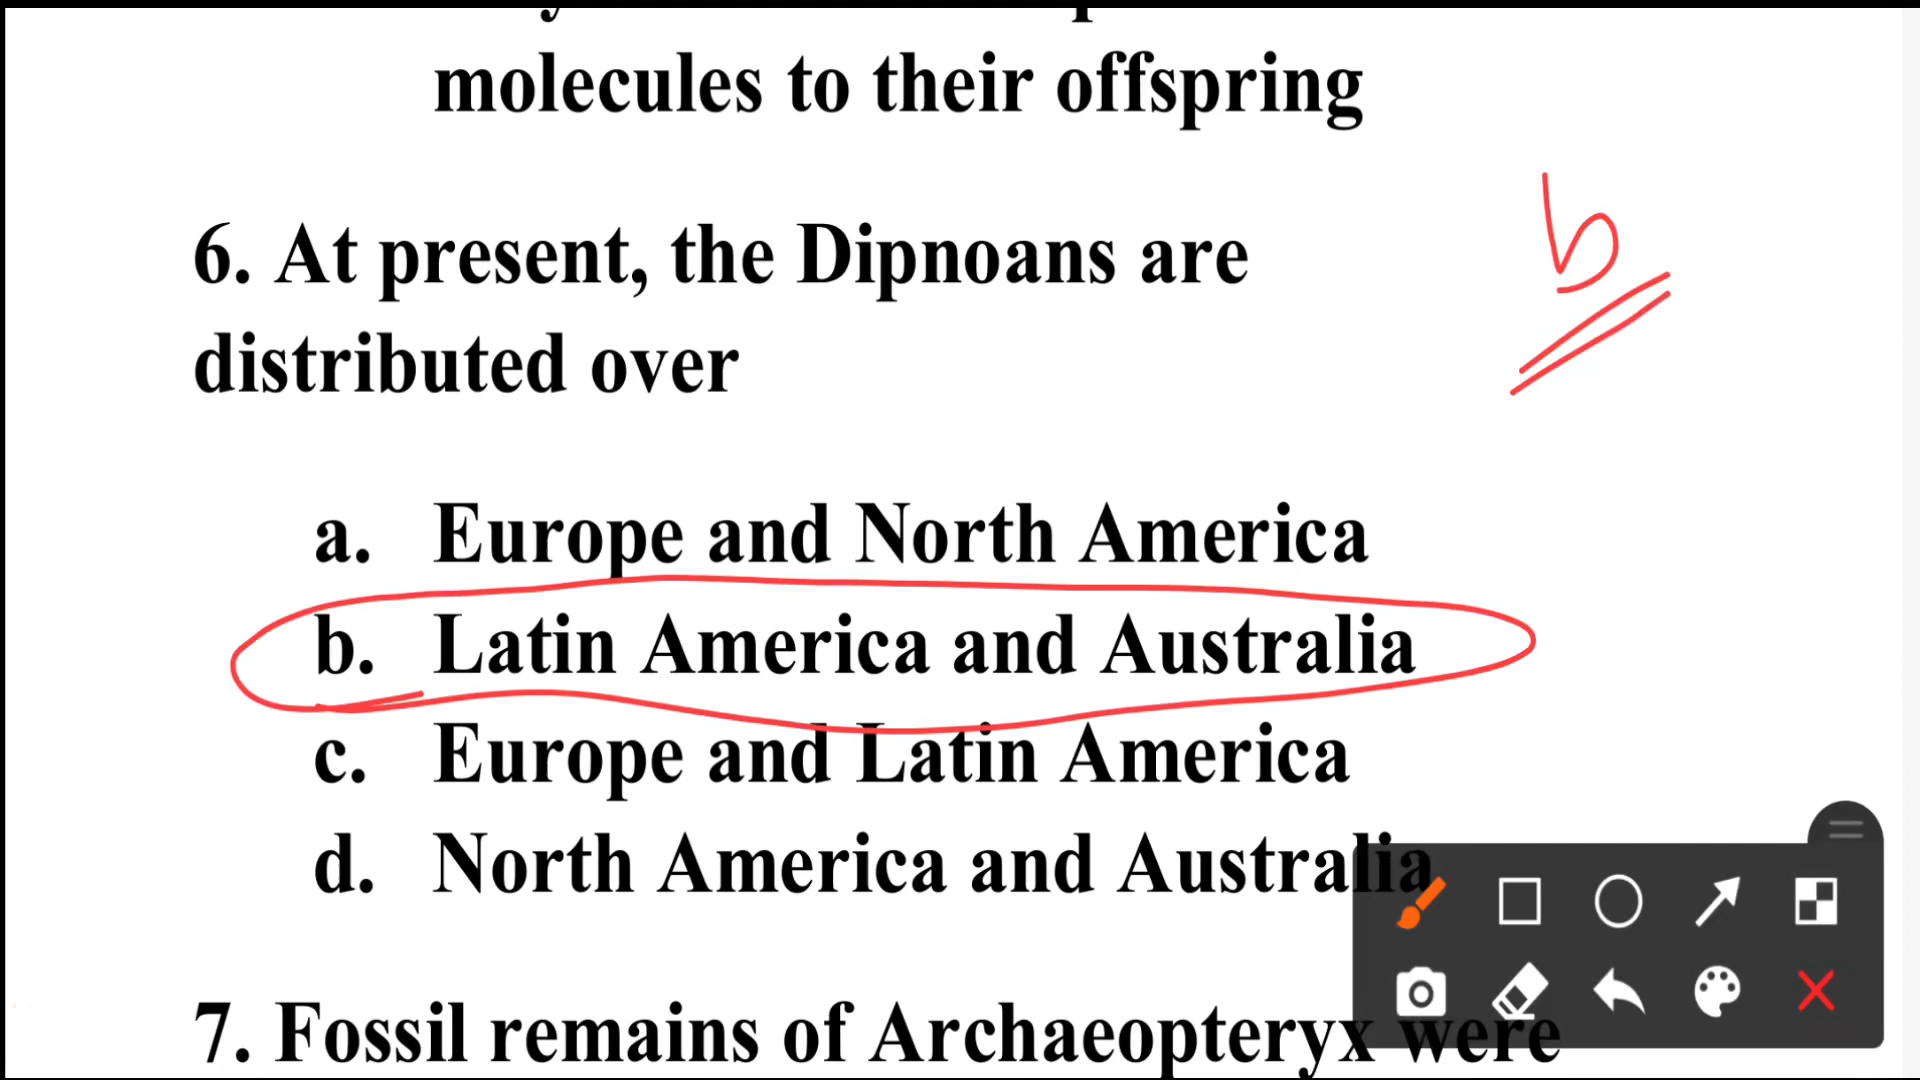 molecules to their offspring
b
6. At present, the Dipnoans are
distributed over
a. Europe and North America
b. Latin America and Australia
c. Europe and Latin America
d. North America and Australia
7. Fossil remains of Archaeopteryx were